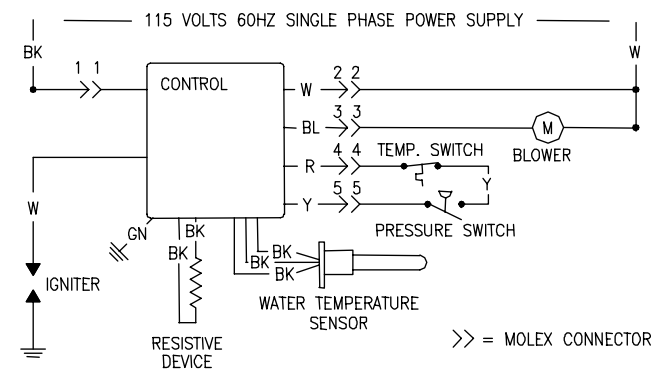 115 VOLTS 60HZ SINGLE PHASE POWER SUPPLY
BK
W
1 1
CONTROL
W
2 2
BL
3 3
M
BLOWER
R
4 4
TEMP. SWITCH
Y
Y
5 5
PRESSURE SWITCH
W
GN
BK
BK
BK
BK
BK
IGNITER
WATER TEMPERATURE
SENSOR
RESISTIVE
DEVICE
>> = MOLEX CONNECTOR